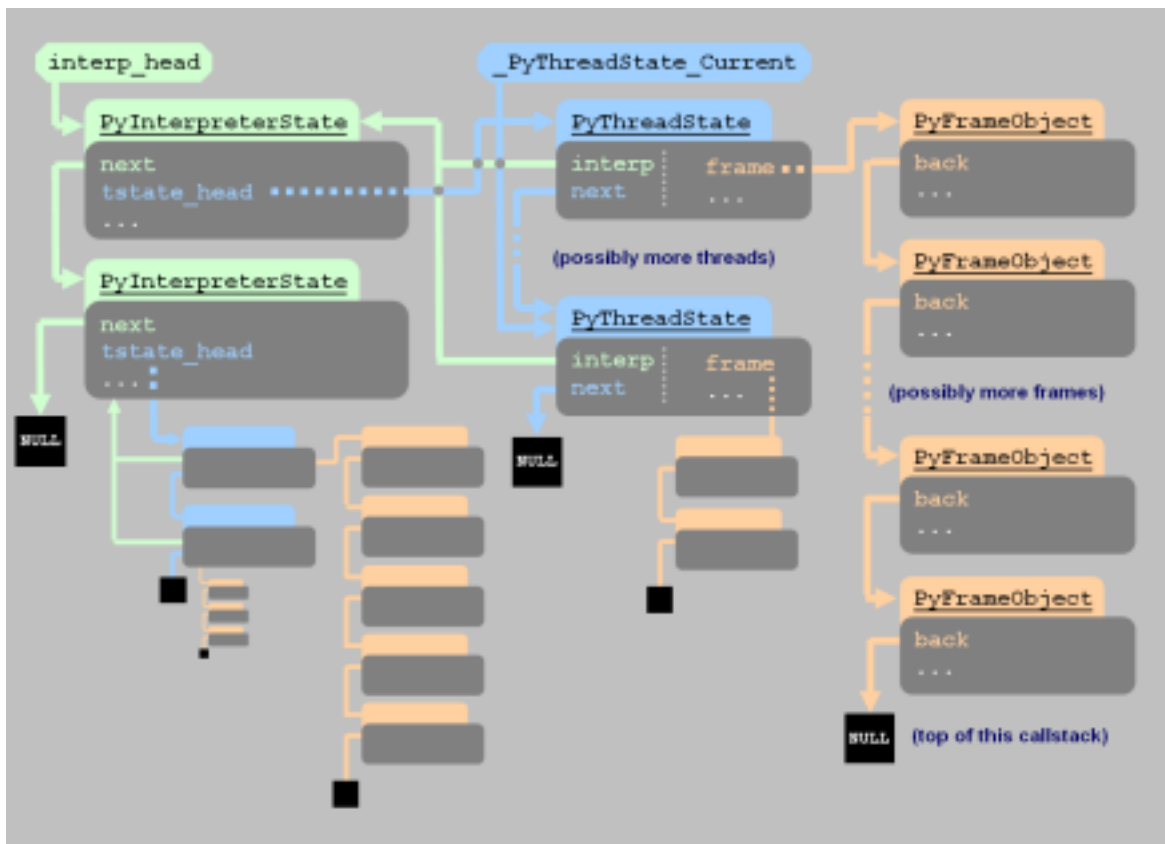 interp_head
_PyThreadState_Current
PyInterpreterState
next
tstate_head
...
PyThreadState
interp
next
frame
...
PyFrameObject
back
...
(possibly more threads)
PyInterpreterState
next
tstate_head
...
NULL
PyThreadState
interp
next
frame
...
NULL
PyFrameObject
back
...
(possibly more frames)
PyFrameObject
back
...
PyFrameObject
back
...
NULL
(top of this callstack)